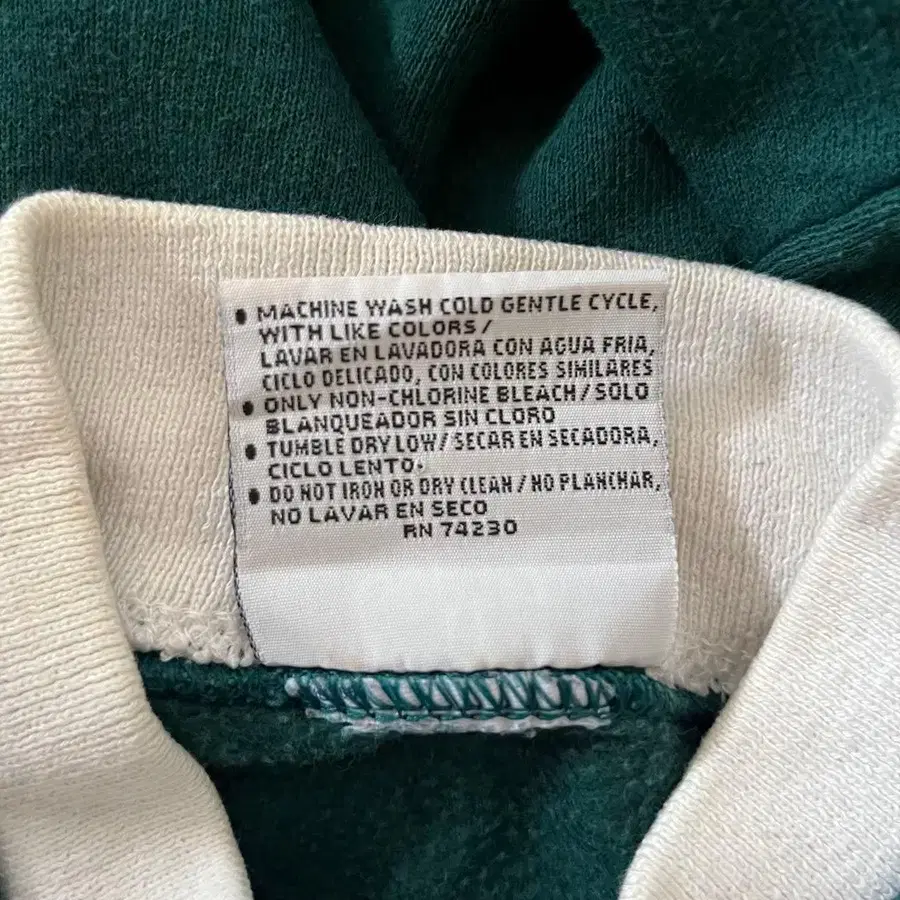 • MACHINE WASH COLD GENTLE CYCLE,
WITH LIKE COLORS/
LAVAR EN LAVADORA CON AGUA FRIA,
CICLO DELICADO, CON COLORES SIMILARES
• ONLY NON-CHLORINE BLEACH/SOLO
BLANQUEADOR SIN CLORO
• TUMBLE DRY LOW/SECAR EN SECADORA,
CICLO LENTO.
• DO NOT IRON OR DRY CLEAN/NO PLANCHAR,
NO LAVAR EN SECO
RN 74230